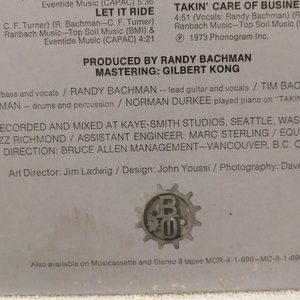 Eventide Music (CAPAC) 5:36
LET IT RIDE
C. F. Turner) (R. Bachman—C. F. Turner)
Ranbach Music—Top Soil Music (BMI) &
Eventide Music (CAPAC) 4:21
TAKIN' CARE OF BUSINE
4:51 (Vocals: Randy Bachman)
Ranbach Music—Top Soil Music (
℗ 1973 Phonogram Inc.
PRODUCED BY RANDY BACHMAN
MASTERING: GILBERT KONG
bass and vocals / RANDY BACHMAN — lead guitar and vocals / TIM BAC
MAN — drums and percussion / NORMAN DURKEE played piano on "TAKIN
RECORDED AND MIXED AT KAYE-SMITH STUDIOS, SEATTLE, WAS
ZZ RICHMOND / ASSISTANT ENGINEER: MARC STERLING / EQU
DIRECTION: BRUCE ALLEN MANAGEMENT—VANCOUVER, B.C. C
Art Director: Jim Ladwig / Design: John Youssi / Photography: Dave
B
T
O
Also available on Musicassette and Stereo 8 tapes MCR-4-1-696—MC-8-1-696